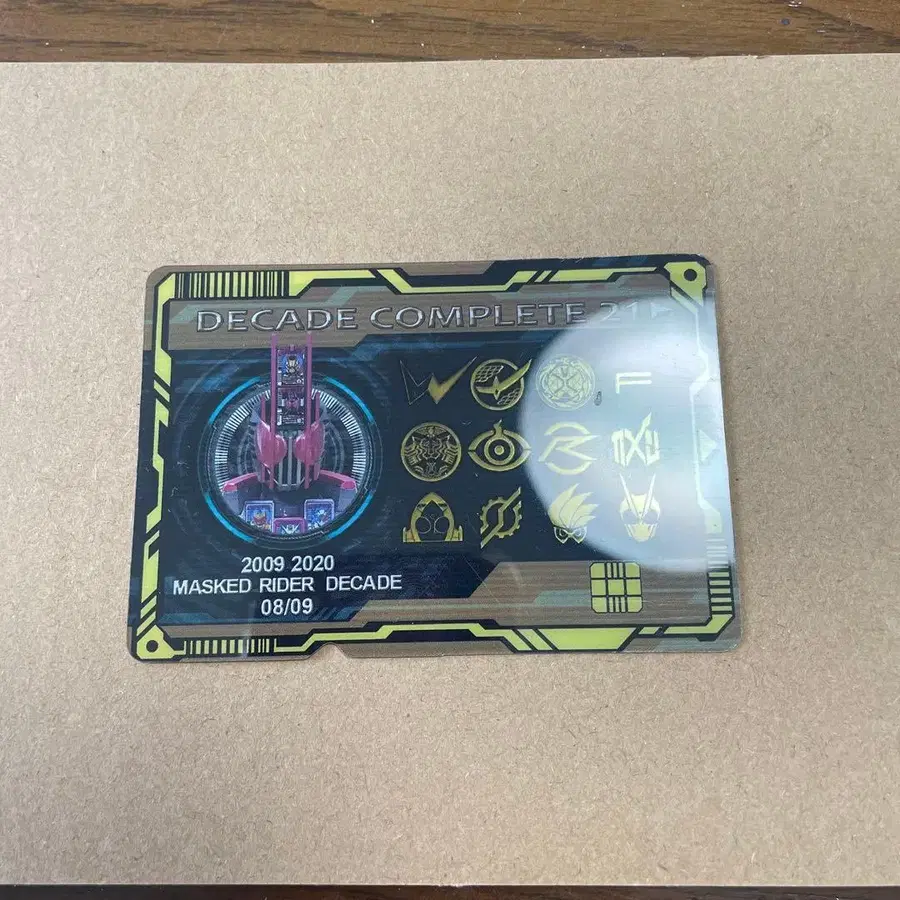 DECADE COMPLETE 21
F
2009 2020
MASKED RIDER DECADE
08/09